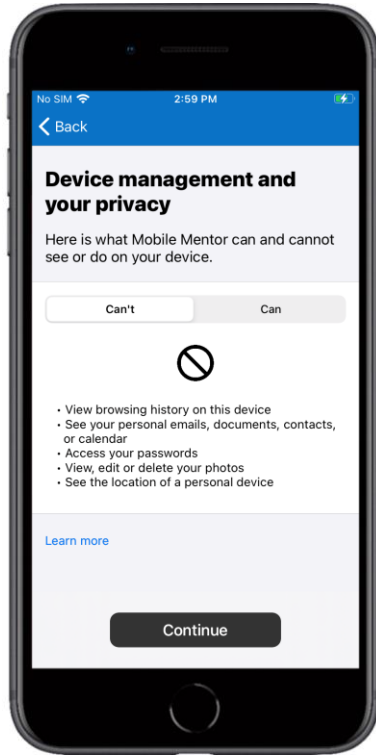 No SIM 2:59 PM
Back
Device management and
your privacy
Here is what Mobile Mentor can and cannot
see or do on your device.
Can't Can
• View browsing history on this device
• See your personal emails, documents, contacts,
or calendar
• Access your passwords
• View, edit or delete your photos
• See the location of a personal device
Learn more
Continue